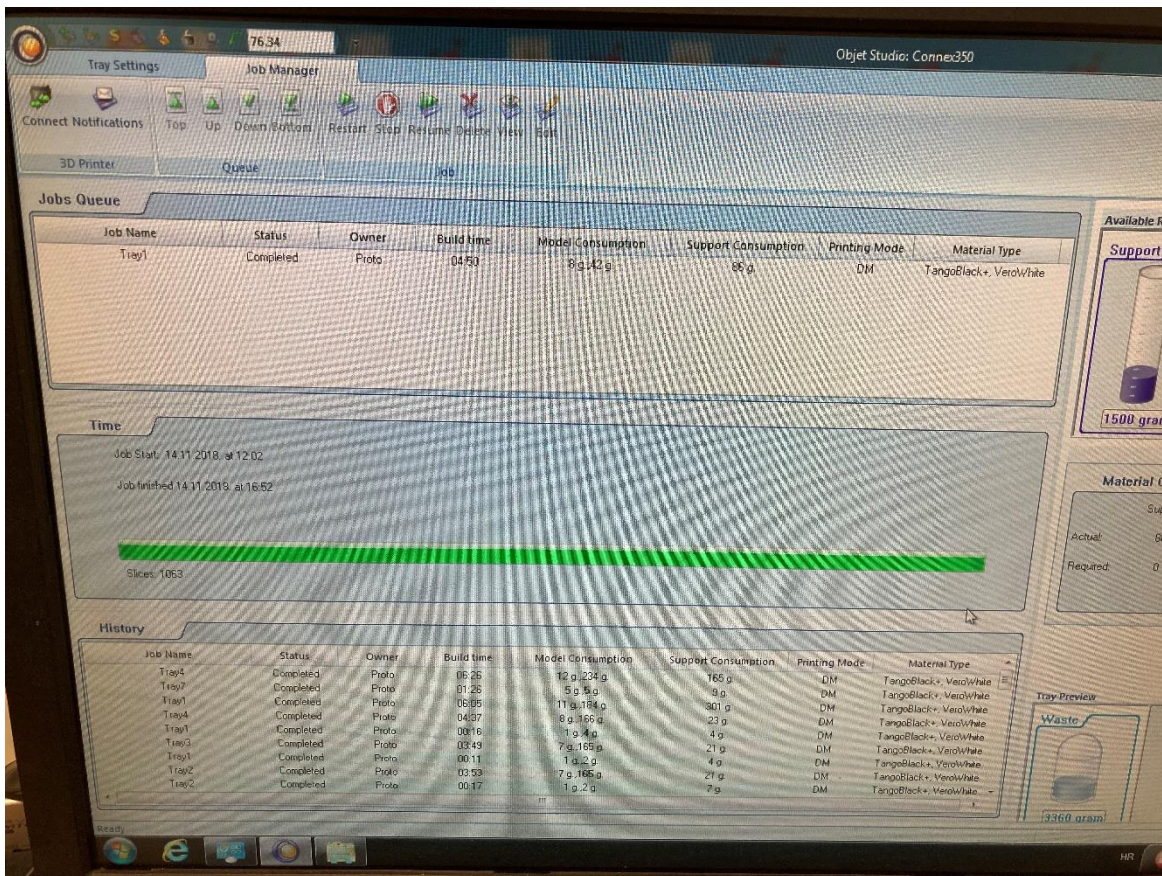 76.34
Objet Studio: Connex350
Tray Settings Job Manager
Connect Notifications Top Up Down Bottom Restart Stop Resume Delete View Edit
3D Printer Queue Job
Jobs Queue
Available R
Support
Job Name Status Owner Build time Model Consumption Support Consumption Printing Mode Material Type
Tray1 Completed Proto 04:50 8 g.,42 g. 86 g. DM TangoBlack+, VeroWhite
1500 gram
Time
Job Start: 14.11.2018. at 12:02
Job finished 14.11.2018. at 16:52
Slices: 1063
Material C
Sup
Actual:
Required: 0
History
Job Name Status Owner Build time Model Consumption Support Consumption Printing Mode Material Type
Tray4 Completed Proto 06:26 12 g.,234 g. 165 g. DM TangoBlack+, VeroWhite
Tray7 Completed Proto 01:26 5 g.,5 g. 9 g. DM TangoBlack+, VeroWhite
Tray1 Completed Proto 06:05 11 g.,184 g. 301 g. DM TangoBlack+, VeroWhite
Tray4 Completed Proto 04:37 8 g.,166 g. 23 g. DM TangoBlack+, VeroWhite
Tray1 Completed Proto 00:16 1 g.,4 g. 4 g. DM TangoBlack+, VeroWhite
Tray3 Completed Proto 03:49 7 g.,165 g. 21 g. DM TangoBlack+, VeroWhite
Tray1 Completed Proto 00:11 1 g.,2 g. 4 g. DM TangoBlack+, VeroWhite
Tray2 Completed Proto 03:53 7 g.,165 g. 21 g. DM TangoBlack+, VeroWhite
Tray2 Completed Proto 00:17 1 g.,2 g. 7 g. DM TangoBlack+, VeroWhite
Tray Preview
Waste
3360 gram
Ready
HR